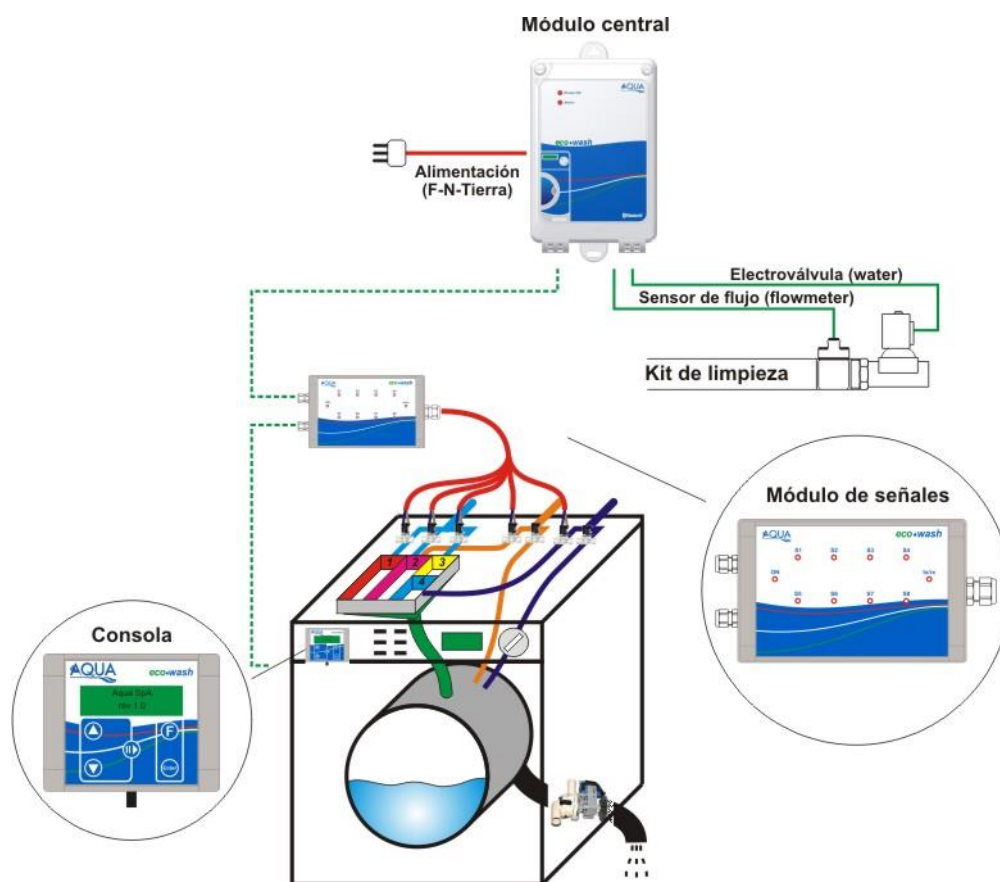 Módulo central
AQUA
eco•wash
Alimentación
(F-N-Tierra)
Electroválvula (water)
Sensor de flujo (flowmeter)
Kit de limpieza
AQUA
eco•wash
Módulo de señales
AQUA
eco•wash
S1 S2 S3 S4
ON
S5 S6 S7 S8
1 2 3
4
Consola
AQUA
eco•wash
Aqua SpA
rev 1.0
F
Enter